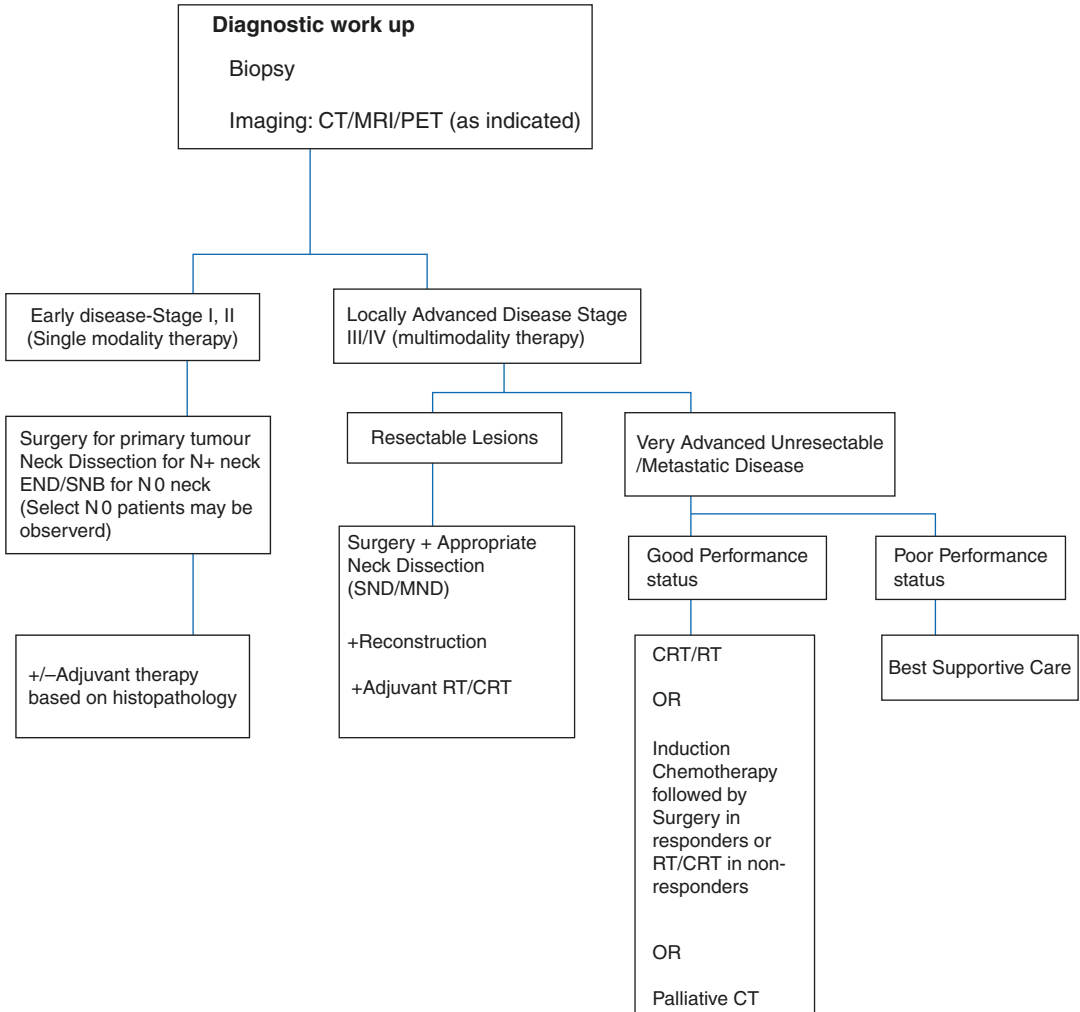 Diagnostic work up
Biopsy
Imaging: CT/MRI/PET (as indicated)
Early disease-Stage I, II
(Single modality therapy)
Locally Advanced Disease Stage
III/IV (multimodality therapy)
Surgery for primary tumour
Neck Dissection for N+ neck
END/SNB for N0 neck
(Select N0 patients may be
observerd)
Resectable Lesions
Very Advanced Unresectable
/Metastatic Disease
+/–Adjuvant therapy
based on histopathology
Surgery + Appropriate
Neck Dissection
(SND/MND)
+Reconstruction
+Adjuvant RT/CRT
Good Performance
status
Poor Performance
status
CRT/RT
OR
Induction
Chemotherapy
followed by
Surgery in
responders or
RT/CRT in non-
responders
OR
Palliative CT
Best Supportive Care